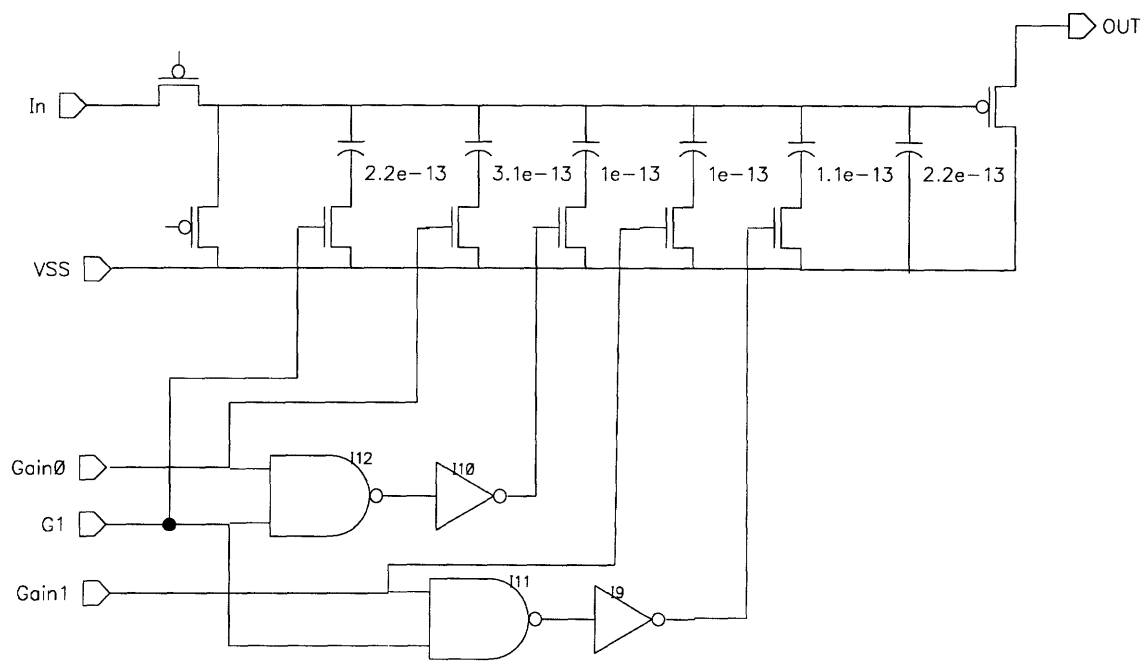 OUT
In
2.2e-13 3.1e-13 1e-13 1e-13 1.1e-13 2.2e-13
VSS
Gain0
I12
I10
G1
Gain1
I11
I9